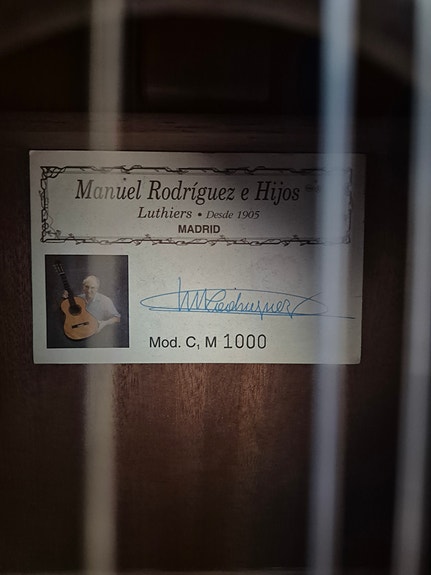 Manuel Rodríguez e Hijos
Luthiers • Desde 1905
MADRID
Mod. C, M 1000